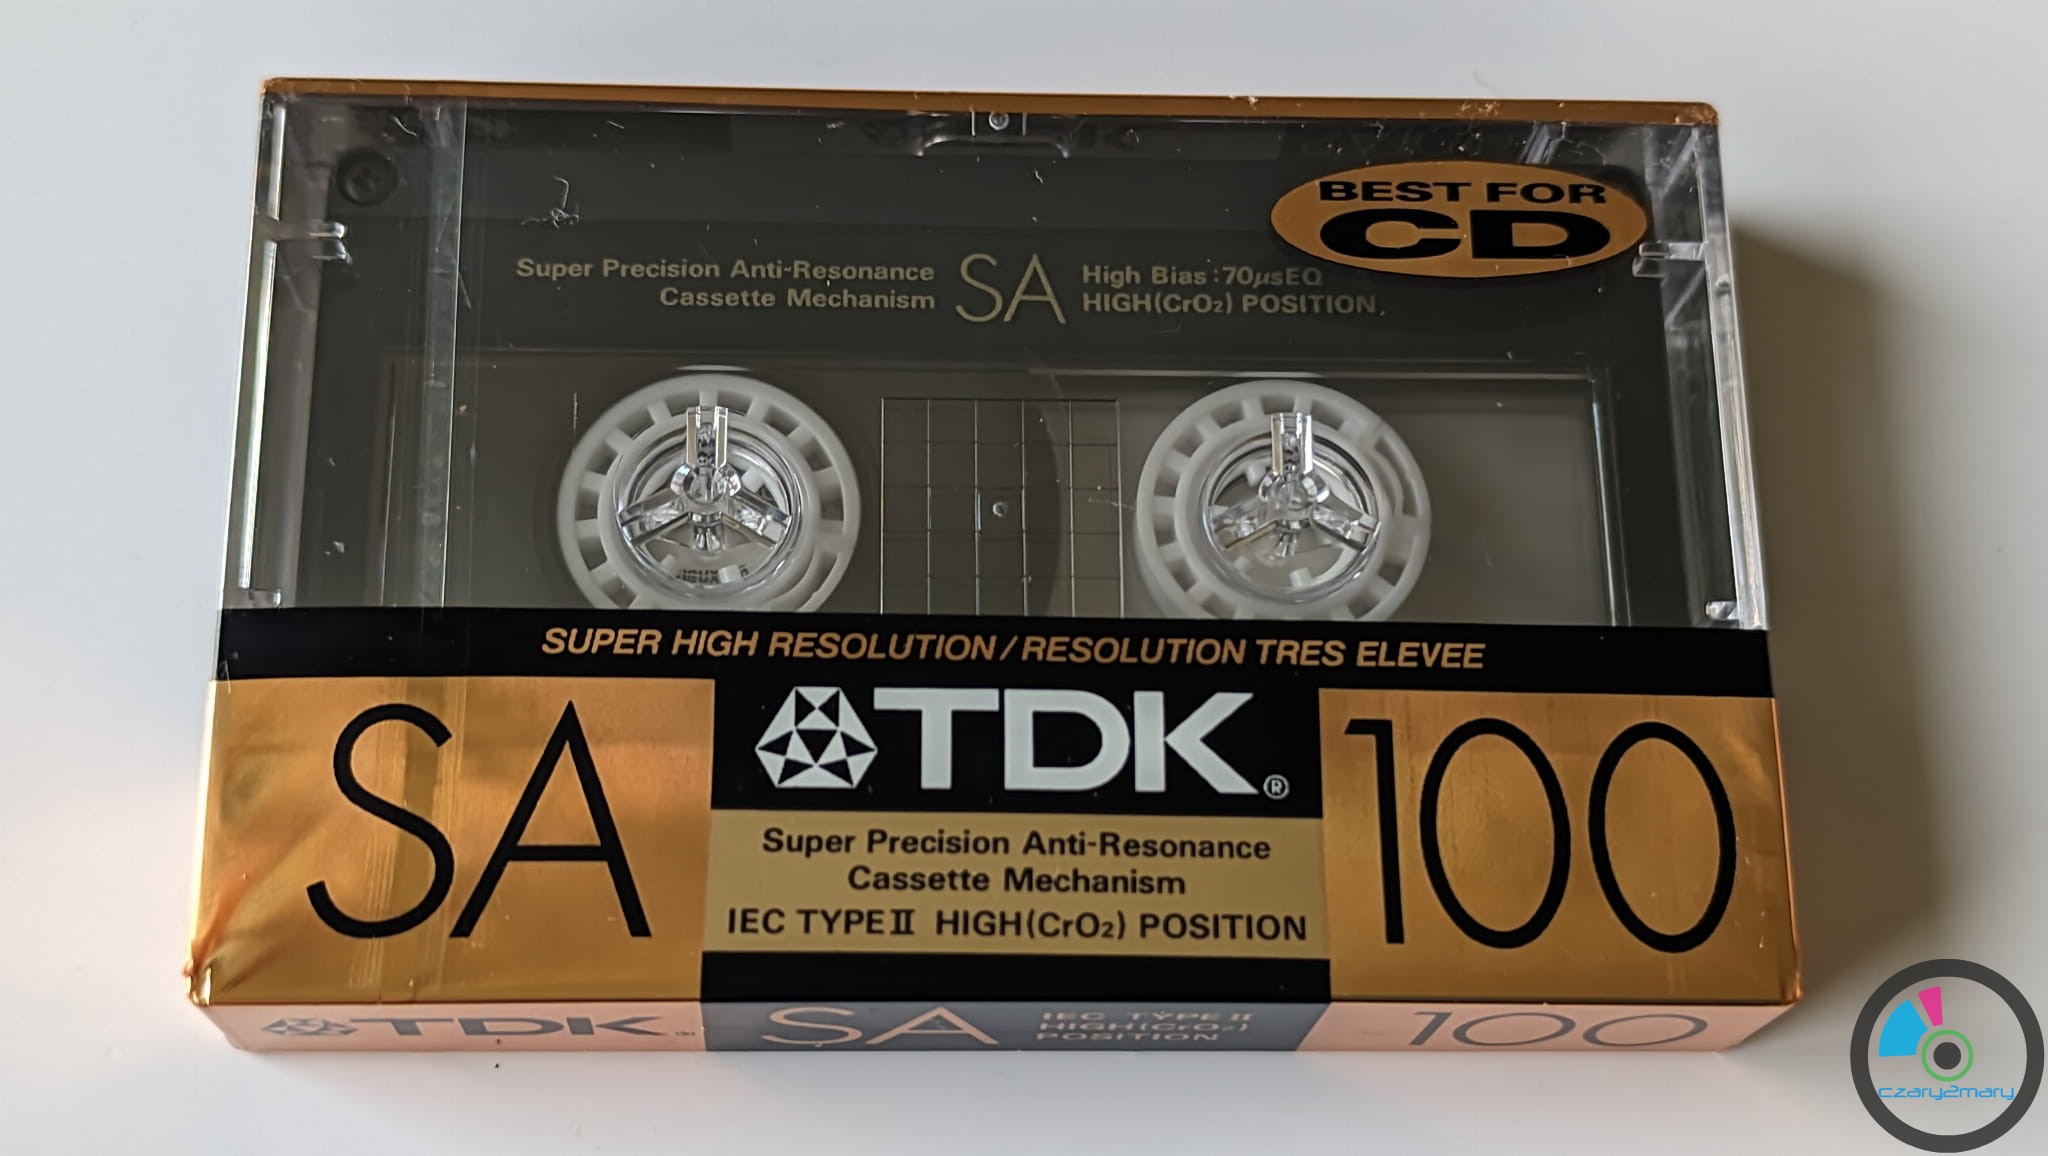 BEST FOR
CD
Super Precision Anti-Resonance
Cassette Mechanism
SA
High Bias:70μsEQ
HIGH(CrO₂) POSITION
SUPER HIGH RESOLUTION/RESOLUTION TRES ELEVEE
SA
TDK®
100
Super Precision Anti-Resonance
Cassette Mechanism
IEC TYPE II HIGH(CrO₂) POSITION
TDK®
SA
IEC TYPE II
HIGH(CrO₂)
POSITION
100
czary2mary